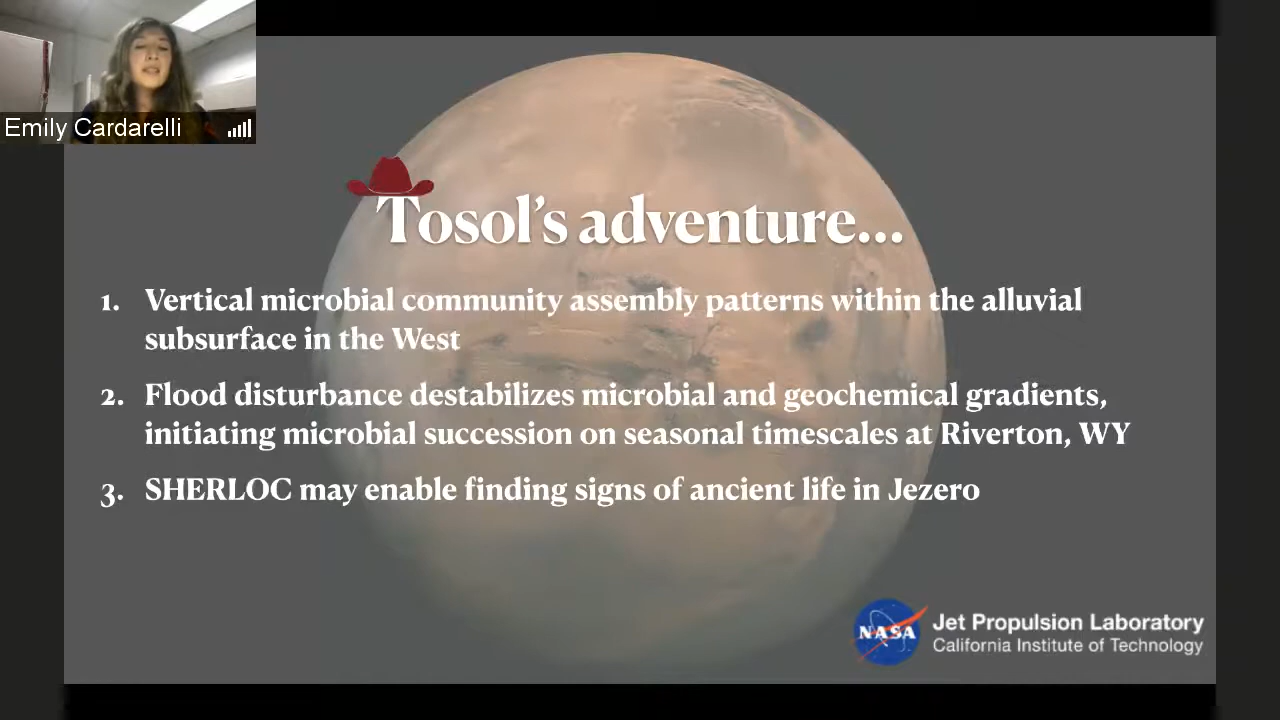 Emily Cardarelli
Tosol's adventure...
1. Vertical microbial community assembly patterns within the alluvial
subsurface in the West
2. Flood disturbance destabilizes microbial and geochemical gradients,
initiating microbial succession on seasonal timescales at Riverton, WY
3. SHERLOC may enable finding signs of ancient life in Jezero
NASA
Jet Propulsion Laboratory
California Institute of Technology